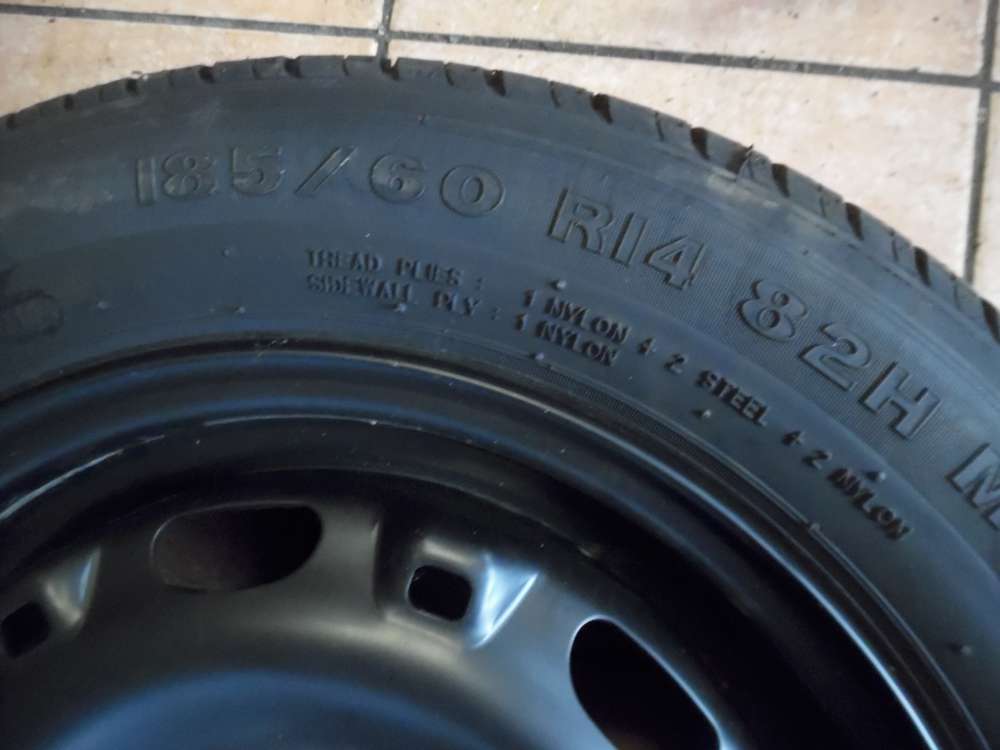 185/60 R14 82H M
TREAD PLIES : 1 NYLON + 2 STEEL + 2 NYLON
SIDEWALL PLY : 1 NYLON